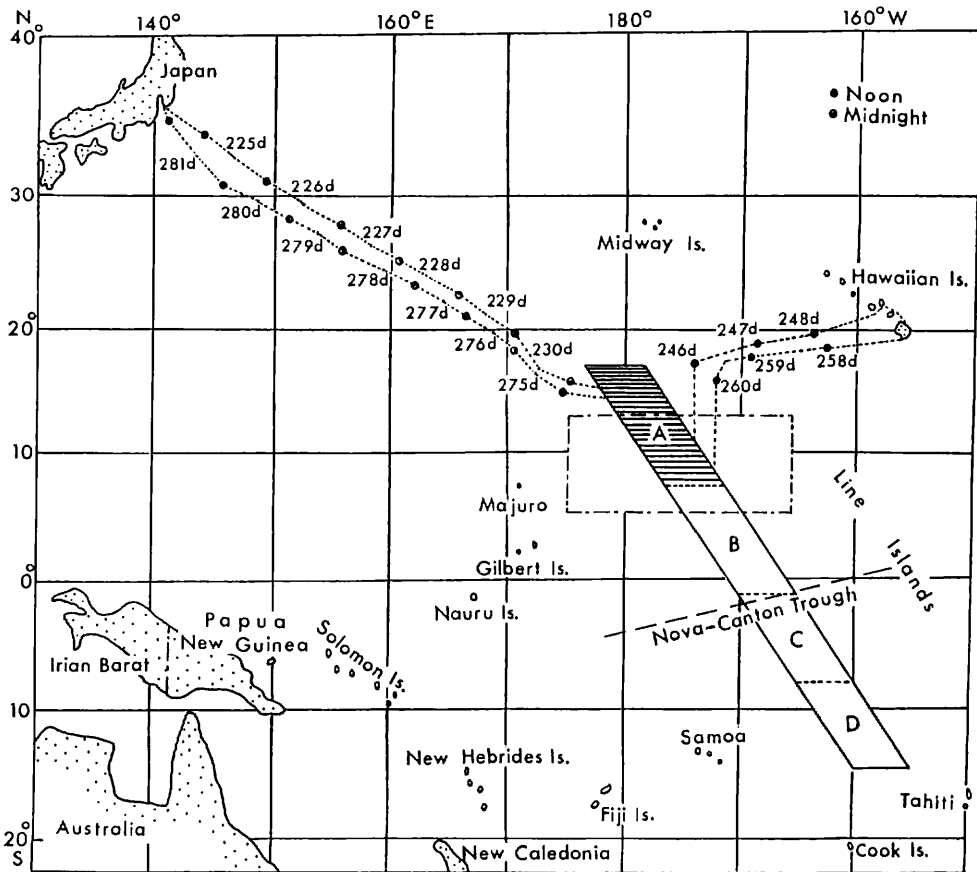 N
140°
160°E
180°
160°W
40°
Japan
Noon
Midnight
225d
281d
226d
30
280d
227d
279d
228d
278d
229d
277d
276d
230d
275d
Midway Is.
Hawaiian Is.
20°
247d
248d
246d
259d
258d
260d
A
10
Majuro
Line
Islands
B
Gilbert Is.
0°
Nauru Is.
Nova-Canton Trough
Papua
New Guinea
Irian Barat
Solomon Is.
C
10
D
Samoa
New Hebrides Is.
Fiji Is.
Tahiti
Australia
20°
S
New Caledonia
Cook Is.